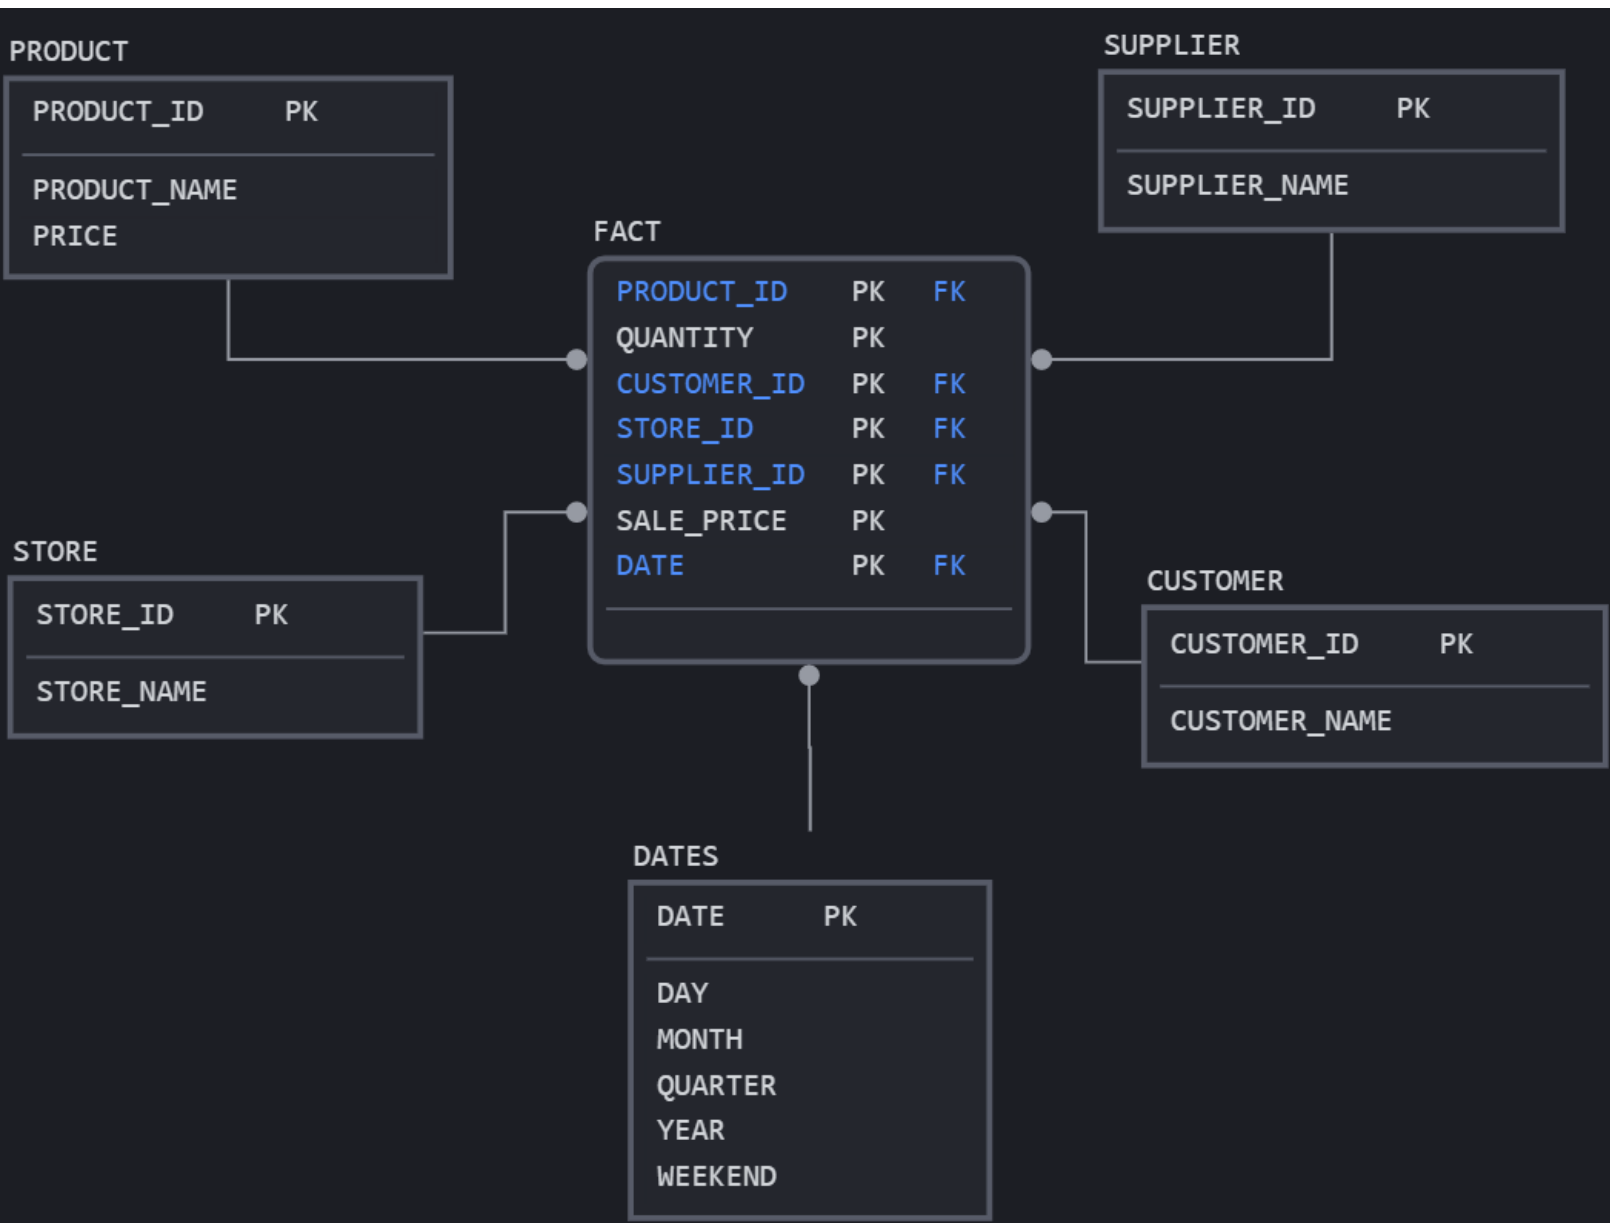 PRODUCT
PRODUCT_ID PK
PRODUCT_NAME
PRICE
SUPPLIER
SUPPLIER_ID PK
SUPPLIER_NAME
FACT
PRODUCT_ID PK FK
QUANTITY PK
CUSTOMER_ID PK FK
STORE_ID PK FK
SUPPLIER_ID PK FK
SALE_PRICE PK
DATE PK FK
STORE
STORE_ID PK
STORE_NAME
CUSTOMER
CUSTOMER_ID PK
CUSTOMER_NAME
DATES
DATE PK
DAY
MONTH
QUARTER
YEAR
WEEKEND